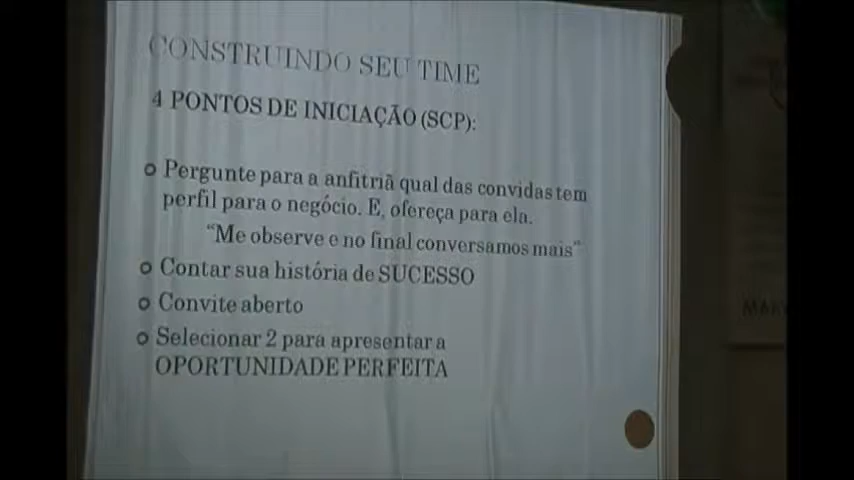 CONSTRUINDO SEU TIME
4 PONTOS DE INICIAÇÃO (SCP):
Pergunte para a anfitriã qual das convidas tem
perfil para o negócio. E, ofereça para ela.
"Me observe e no final conversamos mais"
Contar sua história de SUCESSO
Convite aberto
Selecionar 2 para apresentar a
OPORTUNIDADE PERFEITA